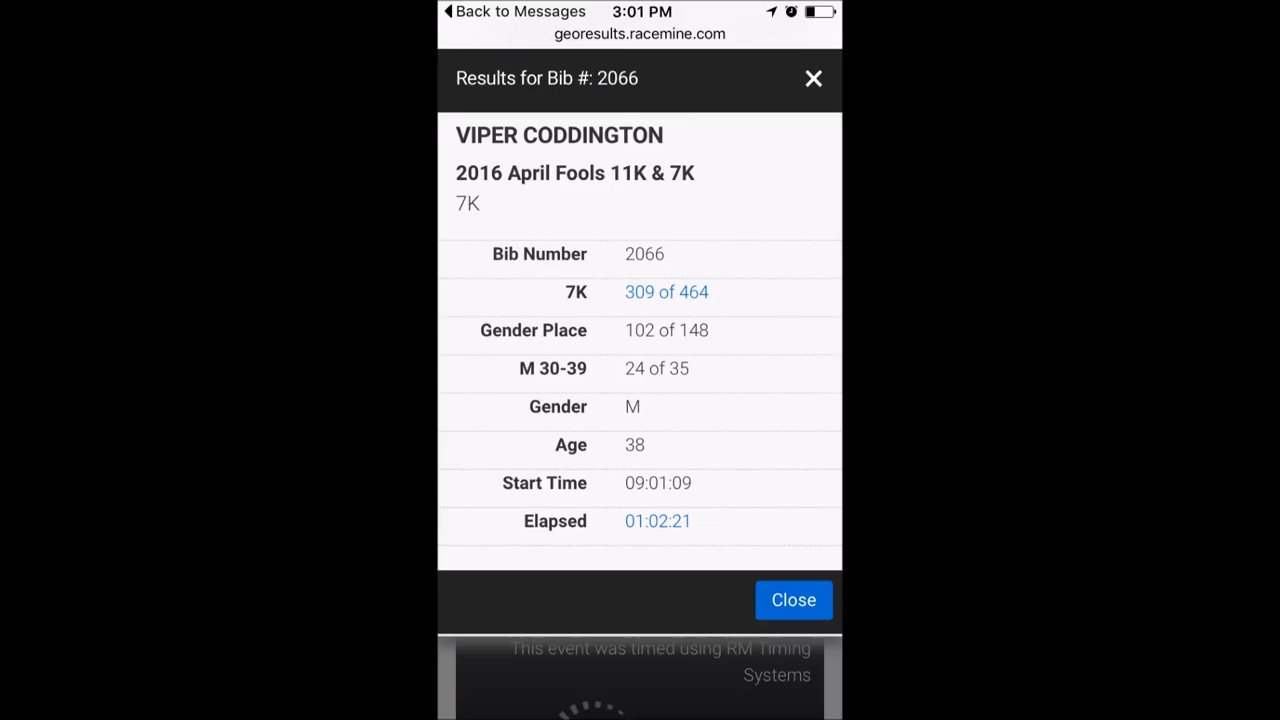 Back to Messages 3:01 PM
georesults.racemine.com
Results for Bib #: 2066
VIPER CODDINGTON
2016 April Fools 11K & 7K
7K
Bib Number 2066
7K 309 of 464
Gender Place 102 of 148
M 30-39 24 of 35
Gender M
Age 38
Start Time 09:01:09
Elapsed 01:02:21
Close
This event was timed using RM Timing
Systems